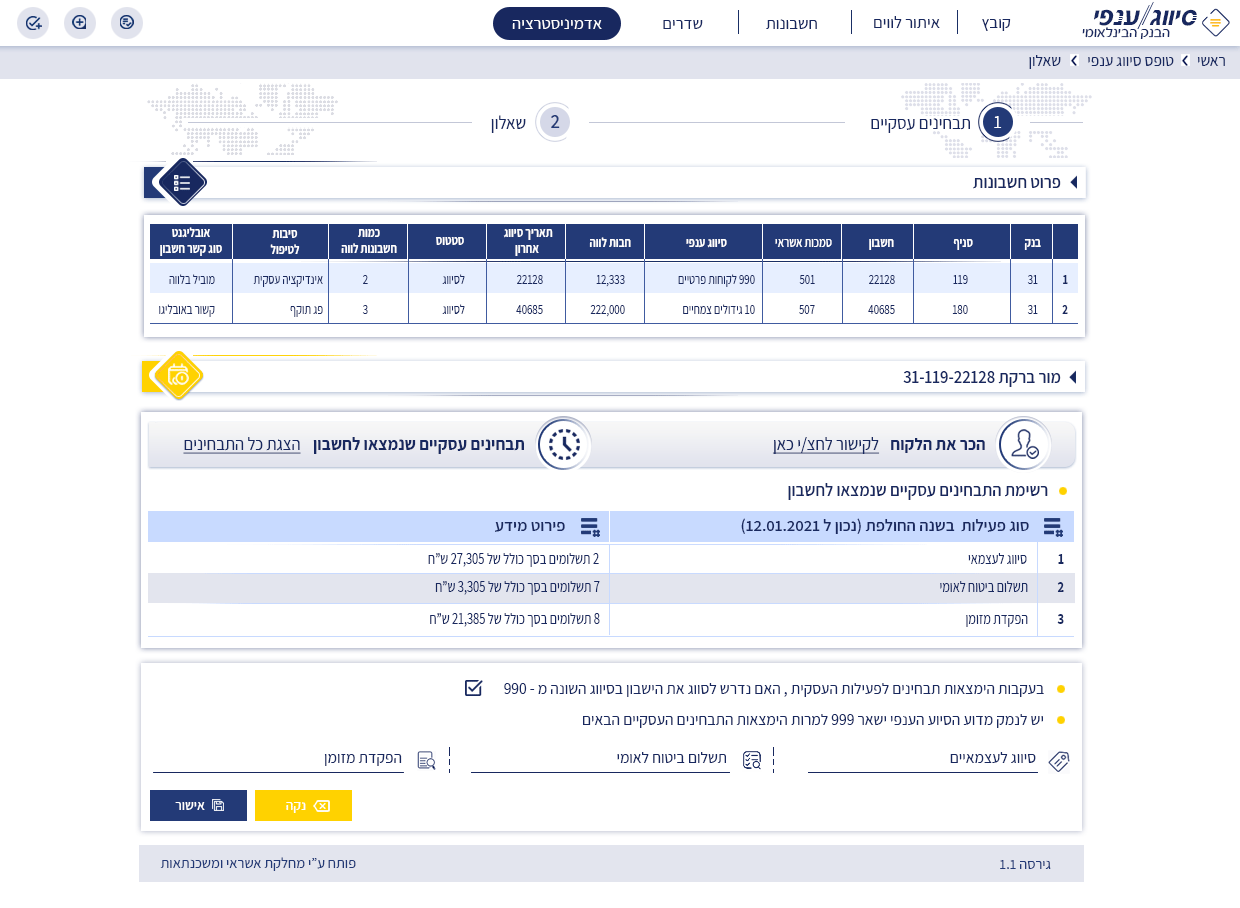 סיווג/ענפי
הבנק הבינלאומי
קובץ
איתור לווים
חשבונות
שדרים
אדמיניסטרציה
ראשי
טופס סיווג ענפי
שאלון
1 תבחינים עסקיים
2 שאלון
פרוט חשבונות
בנק סניף חשבון סמכות אשראי סיווג ענפי חבות לווה תאריך סיווג אחרון סטטוס כמות חשבונות לווה סיבות לטיפול אובליגנט סוג קשר חשבון
1 31 119 22128 501 990 לקוחות פרטיים 12,333 22128 לסיווג 2 אינדיקציה עסקית מוביל בלווה
2 31 180 40685 507 10 גידולים צמחיים 222,000 40685 לסיווג 3 פג תוקף קשור באובליגו
מור ברקת 31-119-22128
הכר את הלקוח לקישור לחצ/י כאן
תבחינים עסקיים שנמצאו לחשבון הצגת כל התבחינים
רשימת התבחינים עסקיים שנמצאו לחשבון
סוג פעילות בשנה החולפת (נכון ל 12.01.2021) פירוט מידע
1 סיווג לעצמאי 2 תשלומים בסך כולל של 27,305 ש"ח
2 תשלום ביטוח לאומי 7 תשלומים בסך כולל של 3,305 ש"ח
3 הפקדת מזומן 8 תשלומים בסך כולל של 21,385 ש"ח
בעקבות הימצאות תבחינים לפעילות העסקית , האם נדרש לסווג את הישבון בסיווג השונה מ - 990
יש לנמק מדוע הסיוע הענפי ישאר 999 למרות הימצאות התבחינים העסקיים הבאים
סיווג לעצמאיים
תשלום ביטוח לאומי
הפקדת מזומן
נקה
אישור
גירסה 1.1
פותח ע"י מחלקת אשראי ומשכנתאות